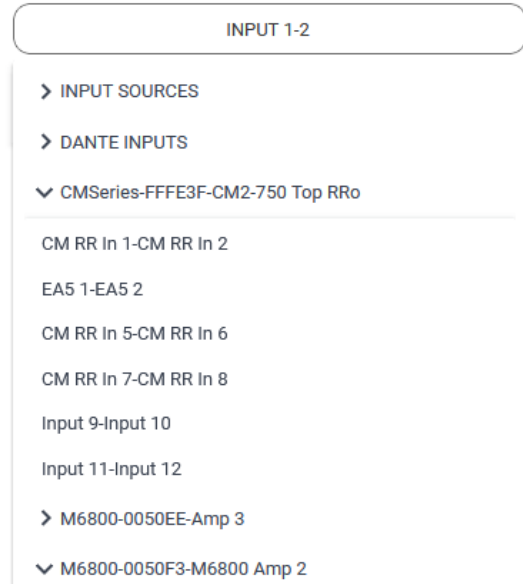 INPUT 1-2
INPUT SOURCES
DANTE INPUTS
CMSeries-FFFE3F-CM2-750 Top RRo
CM RR In 1-CM RR In 2
EA5 1-EA5 2
CM RR In 5-CM RR In 6
CM RR In 7-CM RR In 8
Input 9-Input 10
Input 11-Input 12
M6800-0050EE-Amp 3
M6800-0050F3-M6800 Amp 2